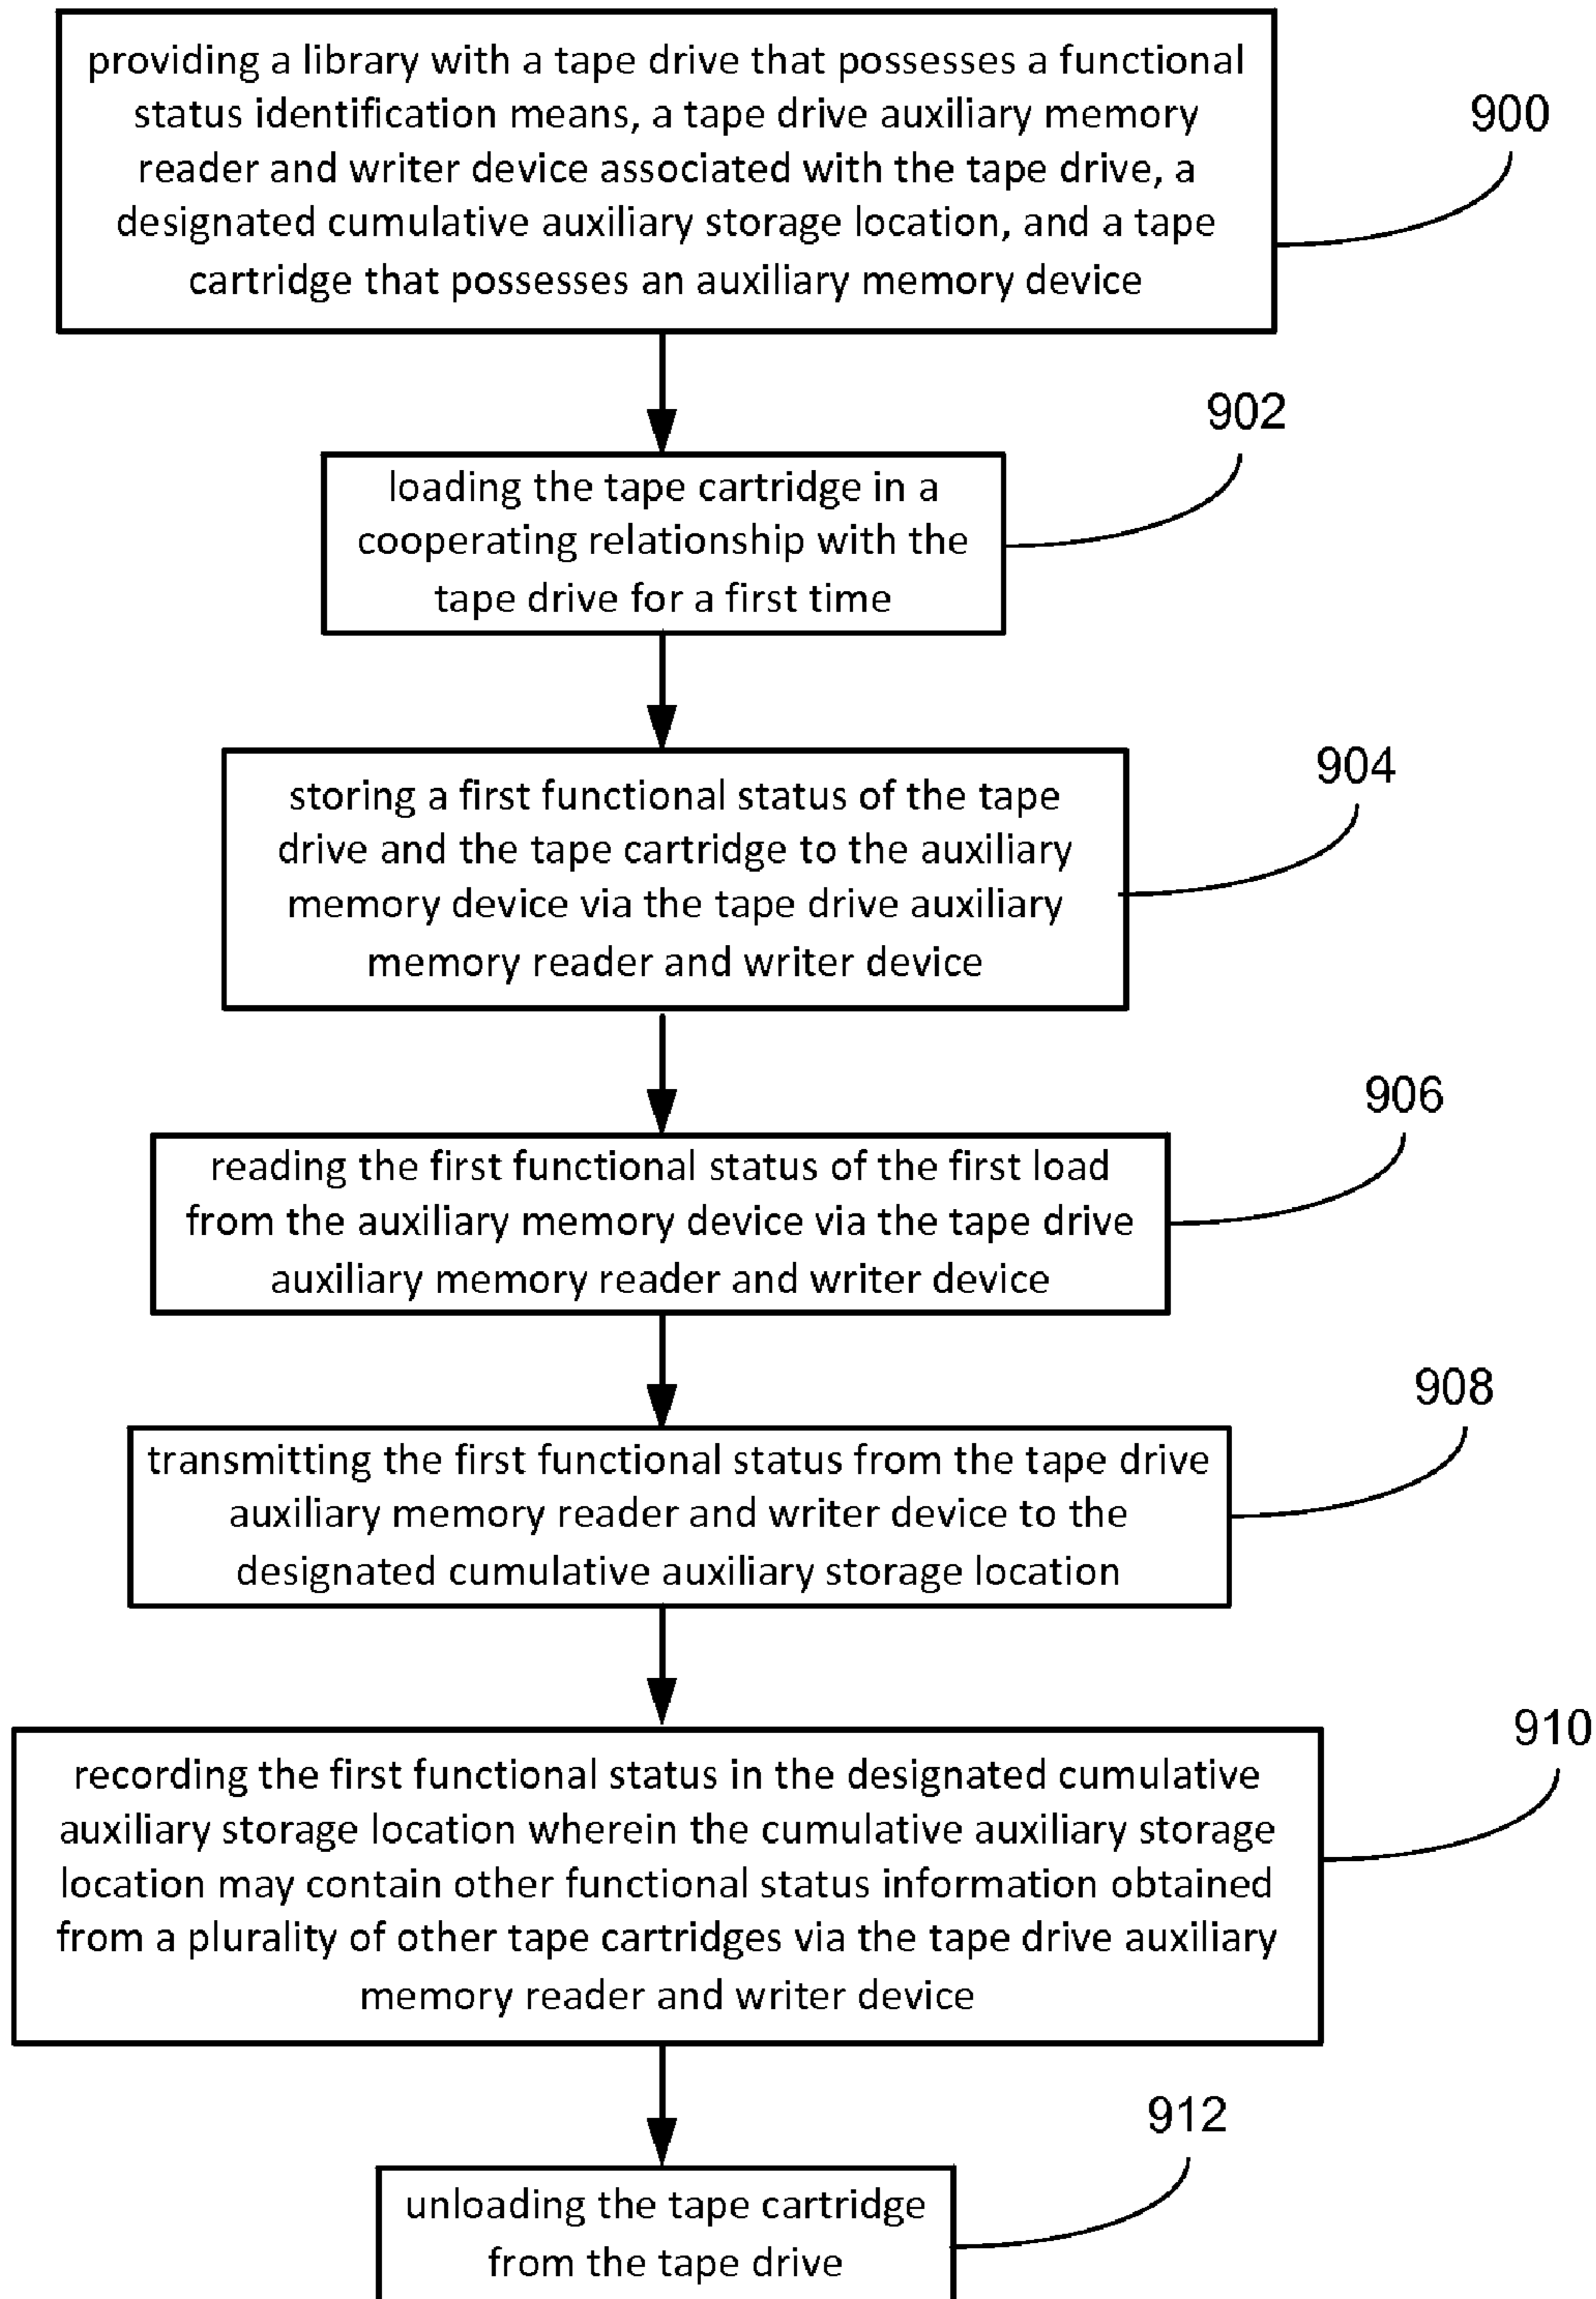 providing a library with a tape drive that possesses a functional
status identification means, a tape drive auxiliary memory
reader and writer device associated with the tape drive, a
designated cumulative auxiliary storage location, and a tape
cartridge that possesses an auxiliary memory device
900
902
loading the tape cartridge in a
cooperating relationship with the
tape drive for a first time
904
storing a first functional status of the tape
drive and the tape cartridge to the auxiliary
memory device via the tape drive auxiliary
memory reader and writer device
906
reading the first functional status of the first load
from the auxiliary memory device via the tape drive
auxiliary memory reader and writer device
908
transmitting the first functional status from the tape drive
auxiliary memory reader and writer device to the
designated cumulative auxiliary storage location
910
recording the first functional status in the designated cumulative
auxiliary storage location wherein the cumulative auxiliary storage
location may contain other functional status information obtained
from a plurality of other tape cartridges via the tape drive auxiliary
memory reader and writer device
912
unloading the tape cartridge
from the tape drive